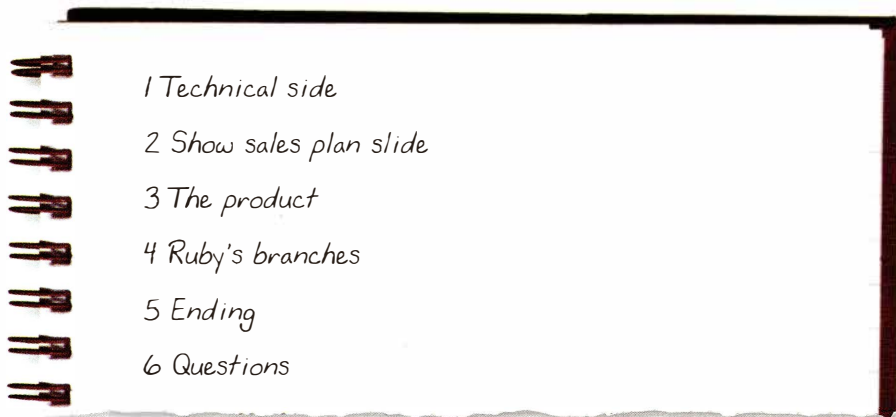 1 Technical side
2 Show sales plan slide
3 The product
4 Ruby's branches
5 Ending
6 Questions